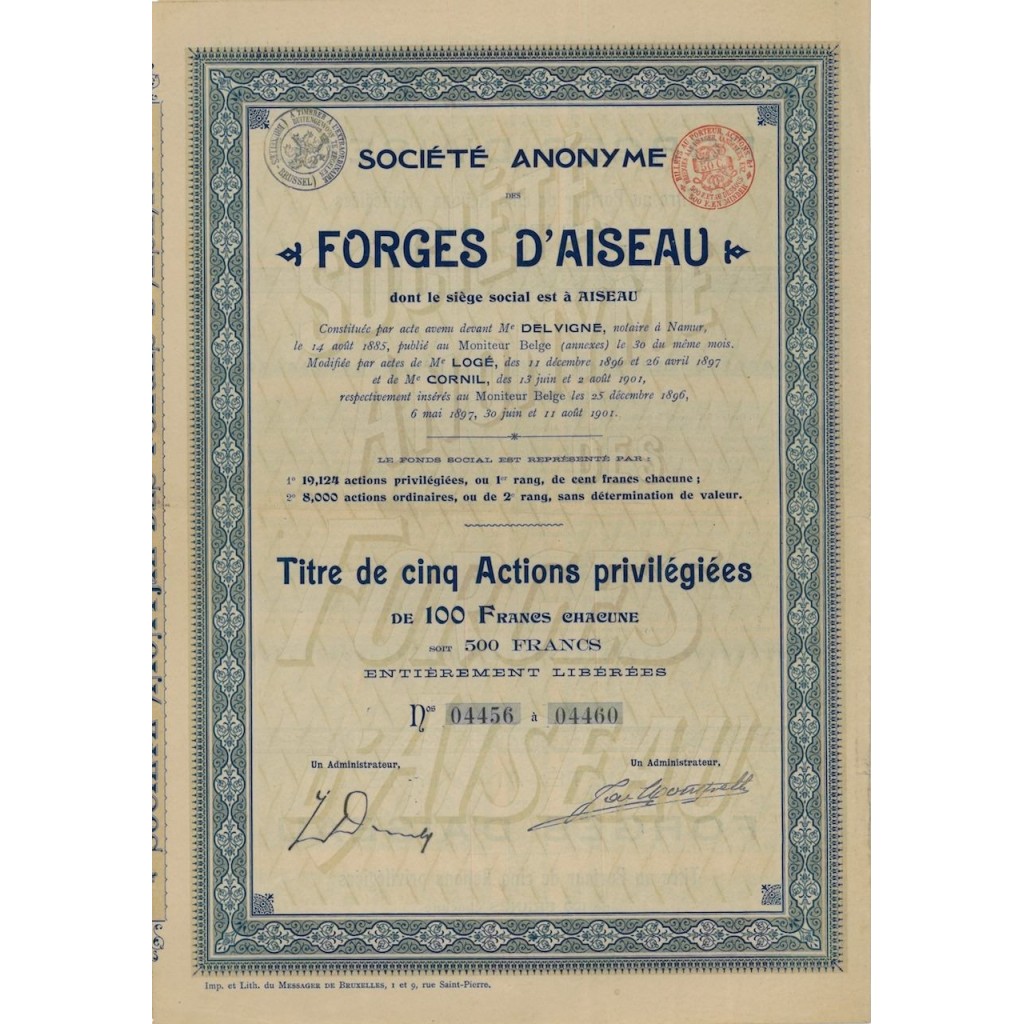 SOCIÉTÉ ANONYME
DES
FORGES D'AISEAU
dont le siège social est à AISEAU
Constituée par acte avenu devant Me DELVIGNE, notaire à Namur,
le 14 août 1885, publié au Moniteur Belge (annexes) le 30 du même mois.
Modifiée par actes de Me LOGÉ, des 11 décembre 1896 et 26 avril 1897
et de Me CORNIL, des 13 juin et 2 août 1901,
respectivement insérés au Moniteur Belge les 25 décembre 1896,
6 mai 1897, 30 juin et 11 août 1901.
LE FONDS SOCIAL EST REPRÉSENTÉ PAR :
1° 19,124 actions privilégiées, ou 1er rang, de cent francs chacune ;
2° 8,000 actions ordinaires, ou de 2e rang, sans détermination de valeur.
Titre de cinq Actions privilégiées
DE 100 FRANCS CHACUNE
SOIT 500 FRANCS
ENTIÈREMENT LIBÉRÉES
Nos 04456 à 04460
Un Administrateur, Un Administrateur,
Imp. et Lith. du MESSAGER DE BRUXELLES, 1 et 9, rue Saint-Pierre.